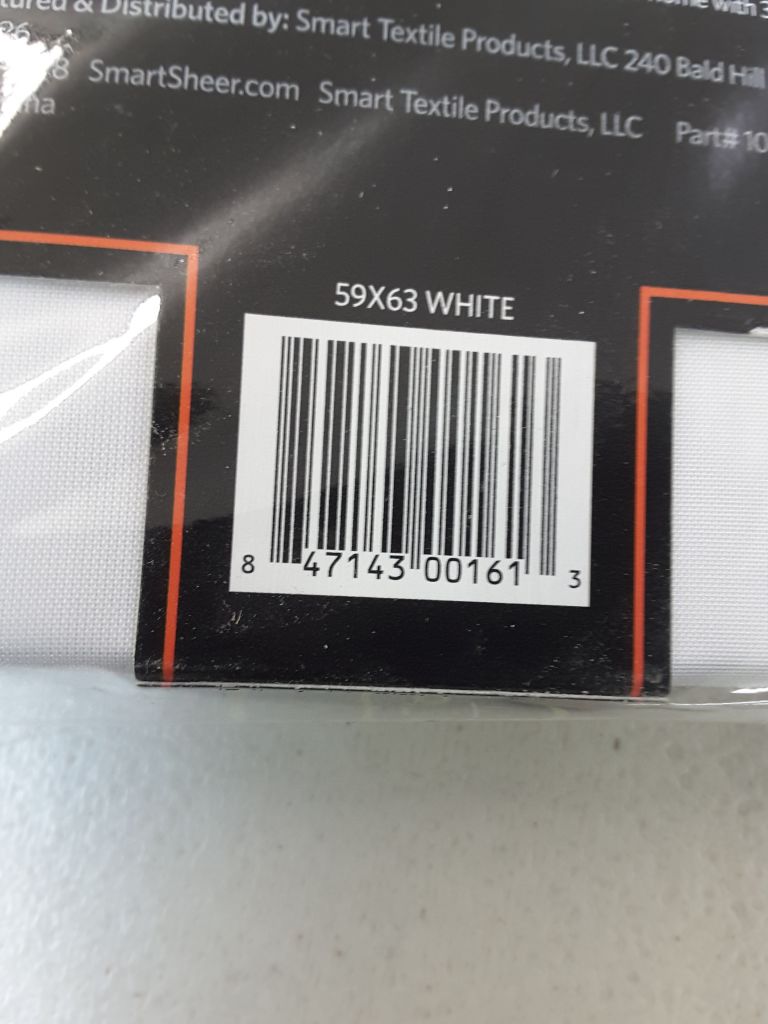 & Distributed by: Smart Textile Products, LLC 240 Bald Hill
SmartSheer.com Smart Textile Products, LLC Part# 10
59X63 WHITE
8 47143 00161 3